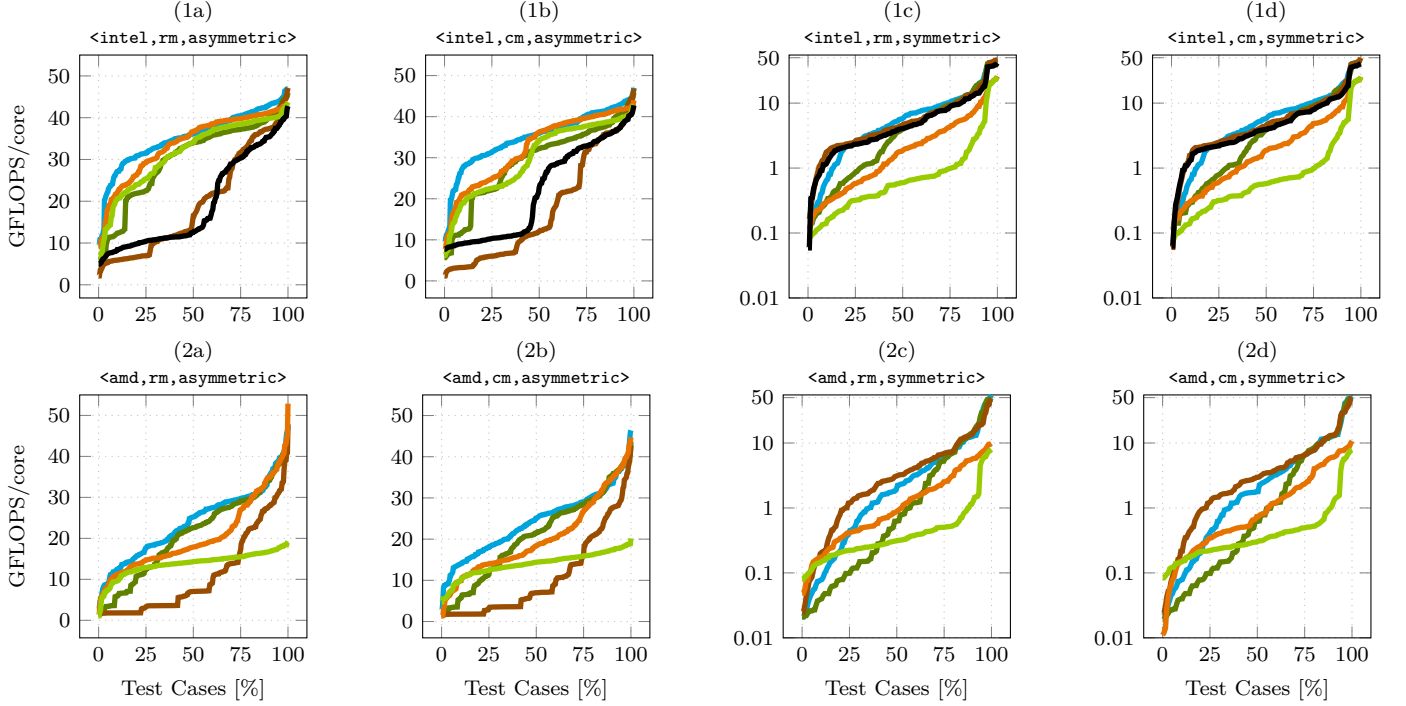 (1a)
<intel,rm,asymmetric>
GFLOPS/core
50
40
30
20
10
0
0 25 50 75 100
(1b)
<intel,cm,asymmetric>
50
40
30
20
10
0
0 25 50 75 100
(1c)
<intel,rm,symmetric>
50
10
1
0.1
0.01
0 25 50 75 100
(1d)
<intel,cm,symmetric>
50
10
1
0.1
0.01
0 25 50 75 100
(2a)
<amd,rm,asymmetric>
GFLOPS/core
50
40
30
20
10
0
0 25 50 75 100
Test Cases [%]
(2b)
<amd,cm,asymmetric>
50
40
30
20
10
0
0 25 50 75 100
Test Cases [%]
(2c)
<amd,rm,symmetric>
50
10
1
0.1
0.01
0 25 50 75 100
Test Cases [%]
(2d)
<amd,cm,symmetric>
50
10
1
0.1
0.01
0 25 50 75 100
Test Cases [%]